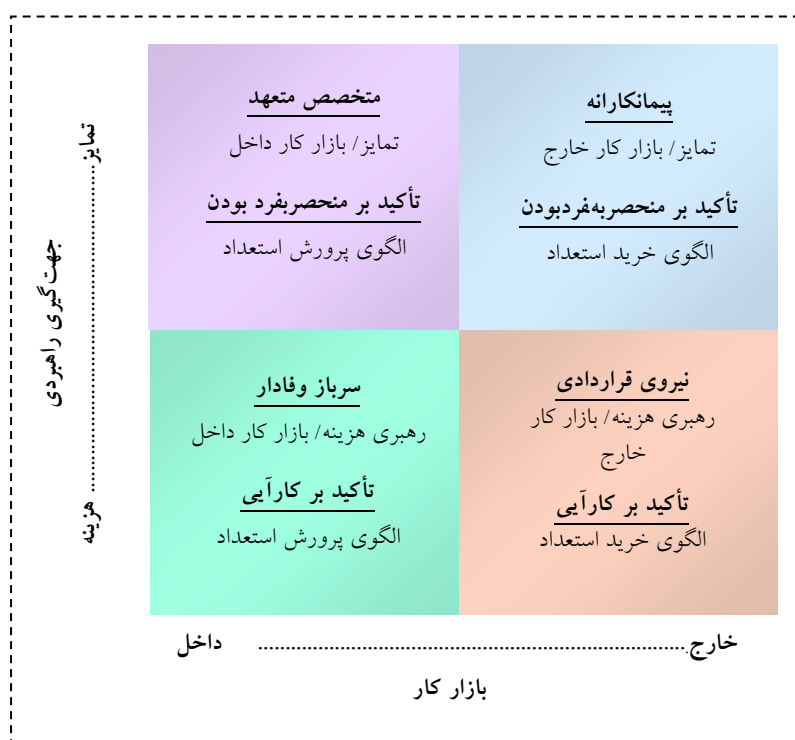 پیمانکارانه
تمایز/ بازار کار خارج
تأکید بر منحصربه‌فردبودن
الگوی خرید استعداد
متخصص متعهد
تمایز/ بازار کار داخل
تأکید بر منحصربفرد بودن
الگوی پرورش استعداد
نیروی قراردادی
رهبری هزینه/ بازار کار
خارج
تأکید بر کارآیی
الگوی خرید استعداد
سرباز وفادار
رهبری هزینه/ بازار کار داخل
تأکید بر کارآیی
الگوی پرورش استعداد
جهت‌گیری راهبردی
هزینه ........................................................... تمایز
خارج................................................................................ داخل
بازار کار